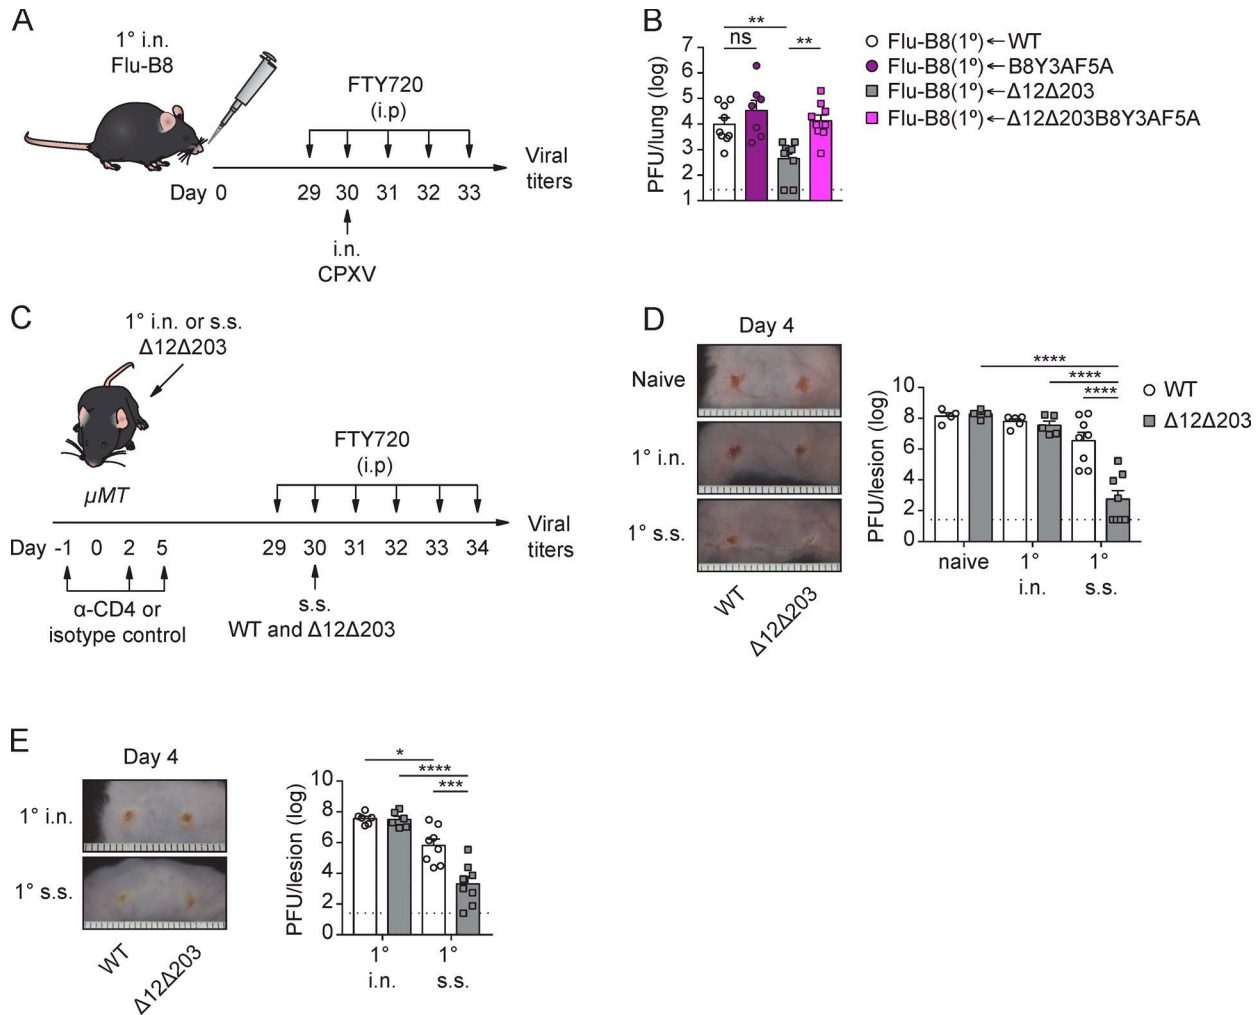 A
1° i.n.
Flu-B8
FTY720
(i.p)
Viral
titers
Day 0 29 30 31 32 33
i.n.
CPXV
B
** 
ns **
PFU/lung (log)
7
6
5
4
3
2
1
Flu-B8(1º)←WT
Flu-B8(1º)←B8Y3AF5A
Flu-B8(1º)←Δ12Δ203
Flu-B8(1º)←Δ12Δ203B8Y3AF5A
C
1° i.n. or s.s.
Δ12Δ203
μMT
FTY720
(i.p)
Viral
titers
Day -1 0 2 5 29 30 31 32 33 34
α-CD4 or
isotype control
s.s.
WT and Δ12Δ203
D
Day 4
Naive
1° i.n.
1° s.s.
WT
Δ12Δ203
****
****
****
PFU/lesion (log)
10
8
6
4
2
0
naive 1° 1°
i.n. s.s.
WT
Δ12Δ203
E
Day 4
1° i.n.
1° s.s.
WT
Δ12Δ203
*
****
***
PFU/lesion (log)
10
8
6
4
2
0
1° 1°
i.n. s.s.